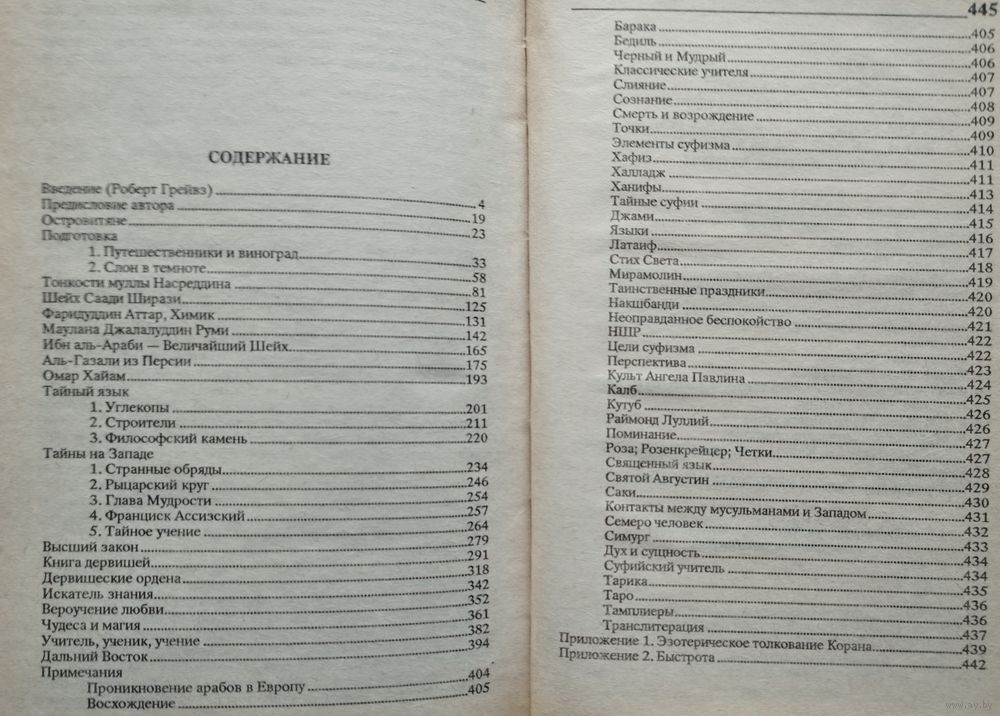 СОДЕРЖАНИЕ
Введение (Роберт Грейвз) 4
Предисловие автора 19
Островитяне 23
Подготовка
1. Путешественники и виноград 33
2. Слон в темноте 58
Тонкости муллы Насреддина 81
Шейх Саади Ширази 125
Фаридуддин Аттар, Химик 131
Маулана Джалалуддин Руми 142
Ибн аль-Араби — Величайший Шейх 165
Аль-Газали из Персии 175
Омар Хайам 193
Тайный язык
1. Углекопы 201
2. Строители 211
3. Философский камень 220
Тайны на Западе
1. Странные обряды 234
2. Рыцарский круг 246
3. Глава Мудрости 254
4. Франциск Ассизский 257
5. Тайное учение 264
Высший закон 279
Книга дервишей 291
Дервишеские ордена 318
Искатель знания 342
Вероучение любви 352
Чудеса и магия 361
Учитель, ученик, учение 382
Дальний Восток 394
Примечания
Проникновение арабов в Европу 404
Восхождение 405
445
Барака 405
Бедиль 406
Черный и Мудрый 406
Классические учителя 407
Слияние 407
Сознание 408
Смерть и возрождение 409
Точки 409
Элементы суфизма 410
Хафиз 411
Халладж 411
Ханифы 413
Тайные суфии 414
Джами 415
Языки 416
Латаиф 417
Стих Света 418
Мирамолин 419
Таинственные праздники 420
Накшбанди 420
Неоправданное беспокойство 421
НШР 422
Цели суфизма 422
Перспектива 423
Культ Ангела Павлина 424
Калб 425
Кутуб 426
Раймонд Луллий 426
Поминание 427
Роза; Розенкрейцер; Четки 427
Священный язык 428
Святой Августин 429
Саки 430
Контакты между мусульманами и Западом 431
Семеро человек 432
Симург 433
Дух и сущность 434
Суфийский учитель 434
Тарика 435
Таро 436
Тамплиеры 436
Транслитерация 437
Приложение 1. Эзотерическое толкование Корана 439
Приложение 2. Быстрота 442
www.ay.by